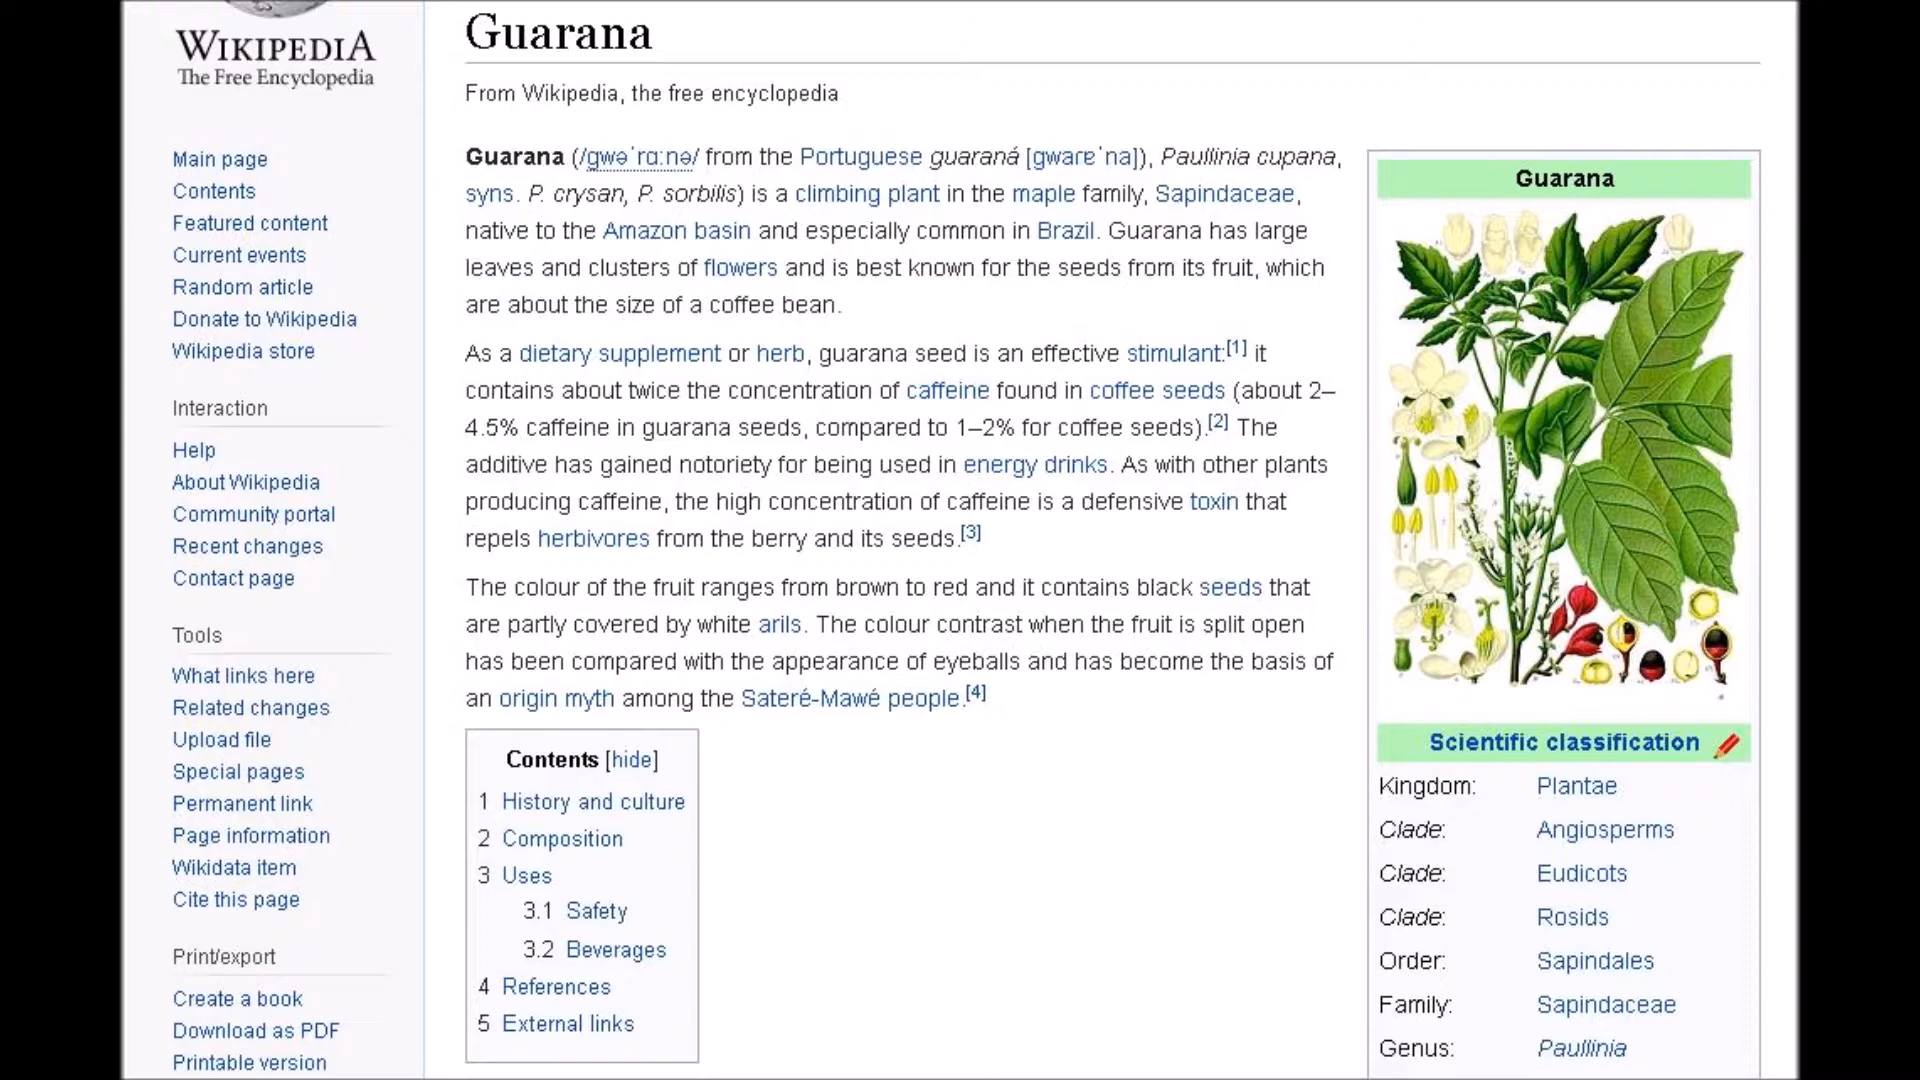 WIKIPEDIA
The Free Encyclopedia
Main page
Contents
Featured content
Current events
Random article
Donate to Wikipedia
Wikipedia store
Interaction
Help
About Wikipedia
Community portal
Recent changes
Contact page
Tools
What links here
Related changes
Upload file
Special pages
Permanent link
Page information
Wikidata item
Cite this page
Print/export
Create a book
Download as PDF
Printable version
Guarana
From Wikipedia, the free encyclopedia
Guarana (/ɡwəˈrɑːnə/ from the Portuguese guaraná [ɡwaɾɐˈna]), Paullinia cupana,
syns. P. crysan, P. sorbilis) is a climbing plant in the maple family, Sapindaceae,
native to the Amazon basin and especially common in Brazil. Guarana has large
leaves and clusters of flowers and is best known for the seeds from its fruit, which
are about the size of a coffee bean.
As a dietary supplement or herb, guarana seed is an effective stimulant:[1] it
contains about twice the concentration of caffeine found in coffee seeds (about 2–
4.5% caffeine in guarana seeds, compared to 1–2% for coffee seeds).[2] The
additive has gained notoriety for being used in energy drinks. As with other plants
producing caffeine, the high concentration of caffeine is a defensive toxin that
repels herbivores from the berry and its seeds.[3]
The colour of the fruit ranges from brown to red and it contains black seeds that
are partly covered by white arils. The colour contrast when the fruit is split open
has been compared with the appearance of eyeballs and has become the basis of
an origin myth among the Sateré-Mawé people.[4]
Contents [hide]
1 History and culture
2 Composition
3 Uses
3.1 Safety
3.2 Beverages
4 References
5 External links
Guarana
Scientific classification
Kingdom: Plantae
Clade: Angiosperms
Clade: Eudicots
Clade: Rosids
Order: Sapindales
Family: Sapindaceae
Genus: Paullinia